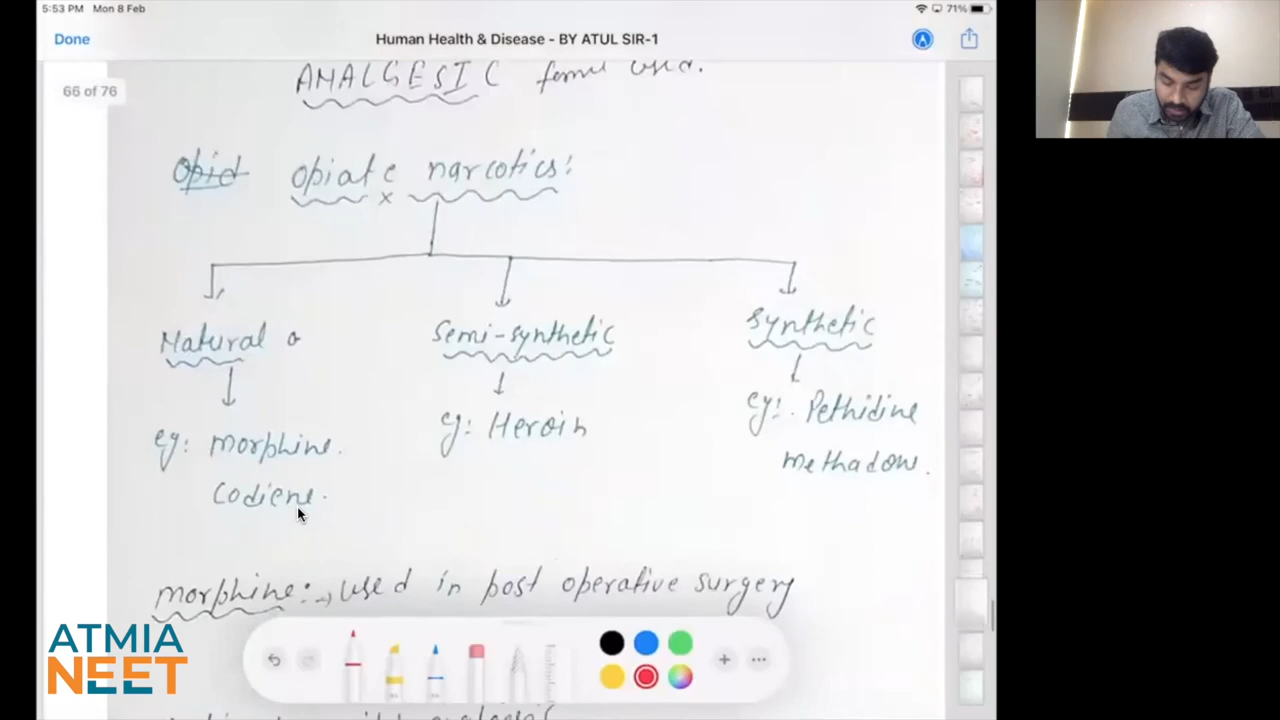 5:53 PM Mon 8 Feb
71%
Done
Human Health & Disease - BY ATUL SIR-1
66 of 76
ANALGESIC
used.
Opid opiate narcotics:
Natural
Semi-synthetic
Synthetic
eg: morphine.
eg: Heroin
eg: Pethidine
methadone.
Codiene.
morphine: → used in post operative surgery
ATMIA
NEET